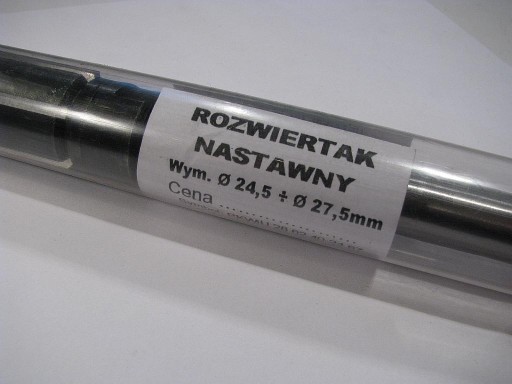 ROZWIERTAK
NASTAWNY
Wym. Ø 24,5 ÷ Ø 27,5mm
Cena ........................